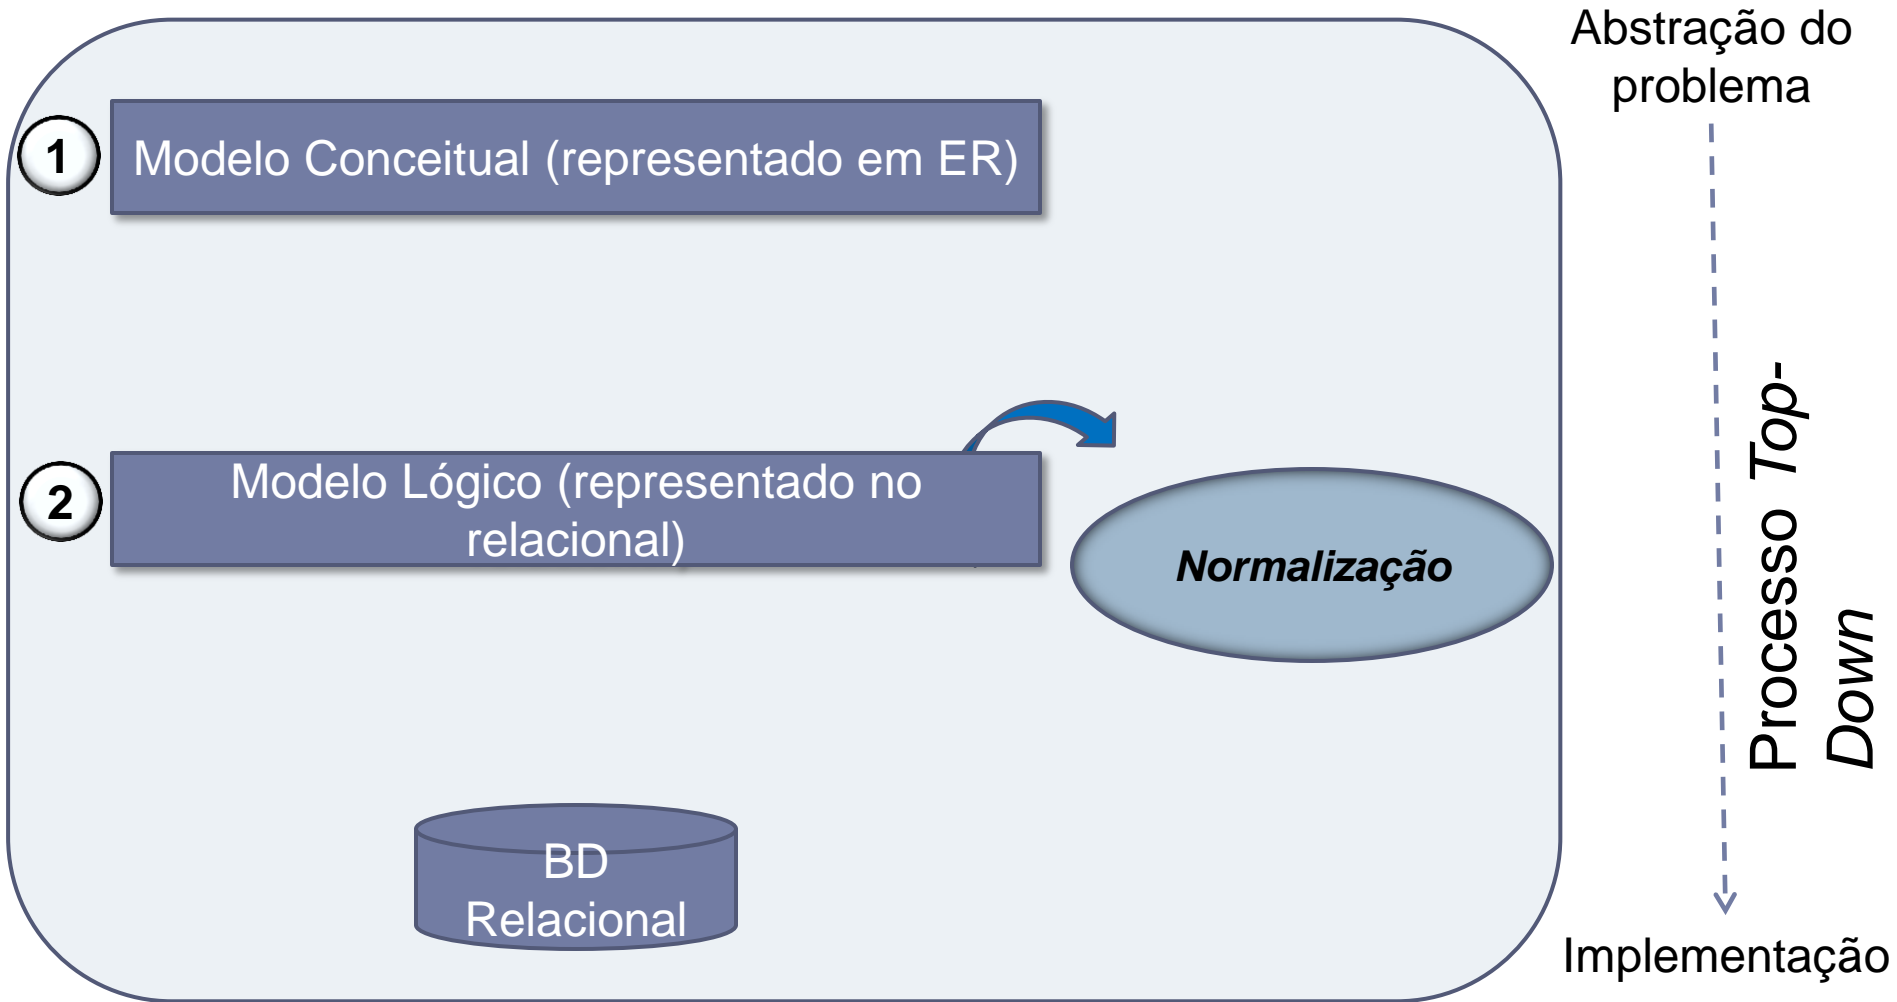 Abstração do
problema
1
Modelo Conceitual (representado em ER)
2
Modelo Lógico (representado no
relacional)
Normalização
Processo Top-
Down
BD
Relacional
Implementação